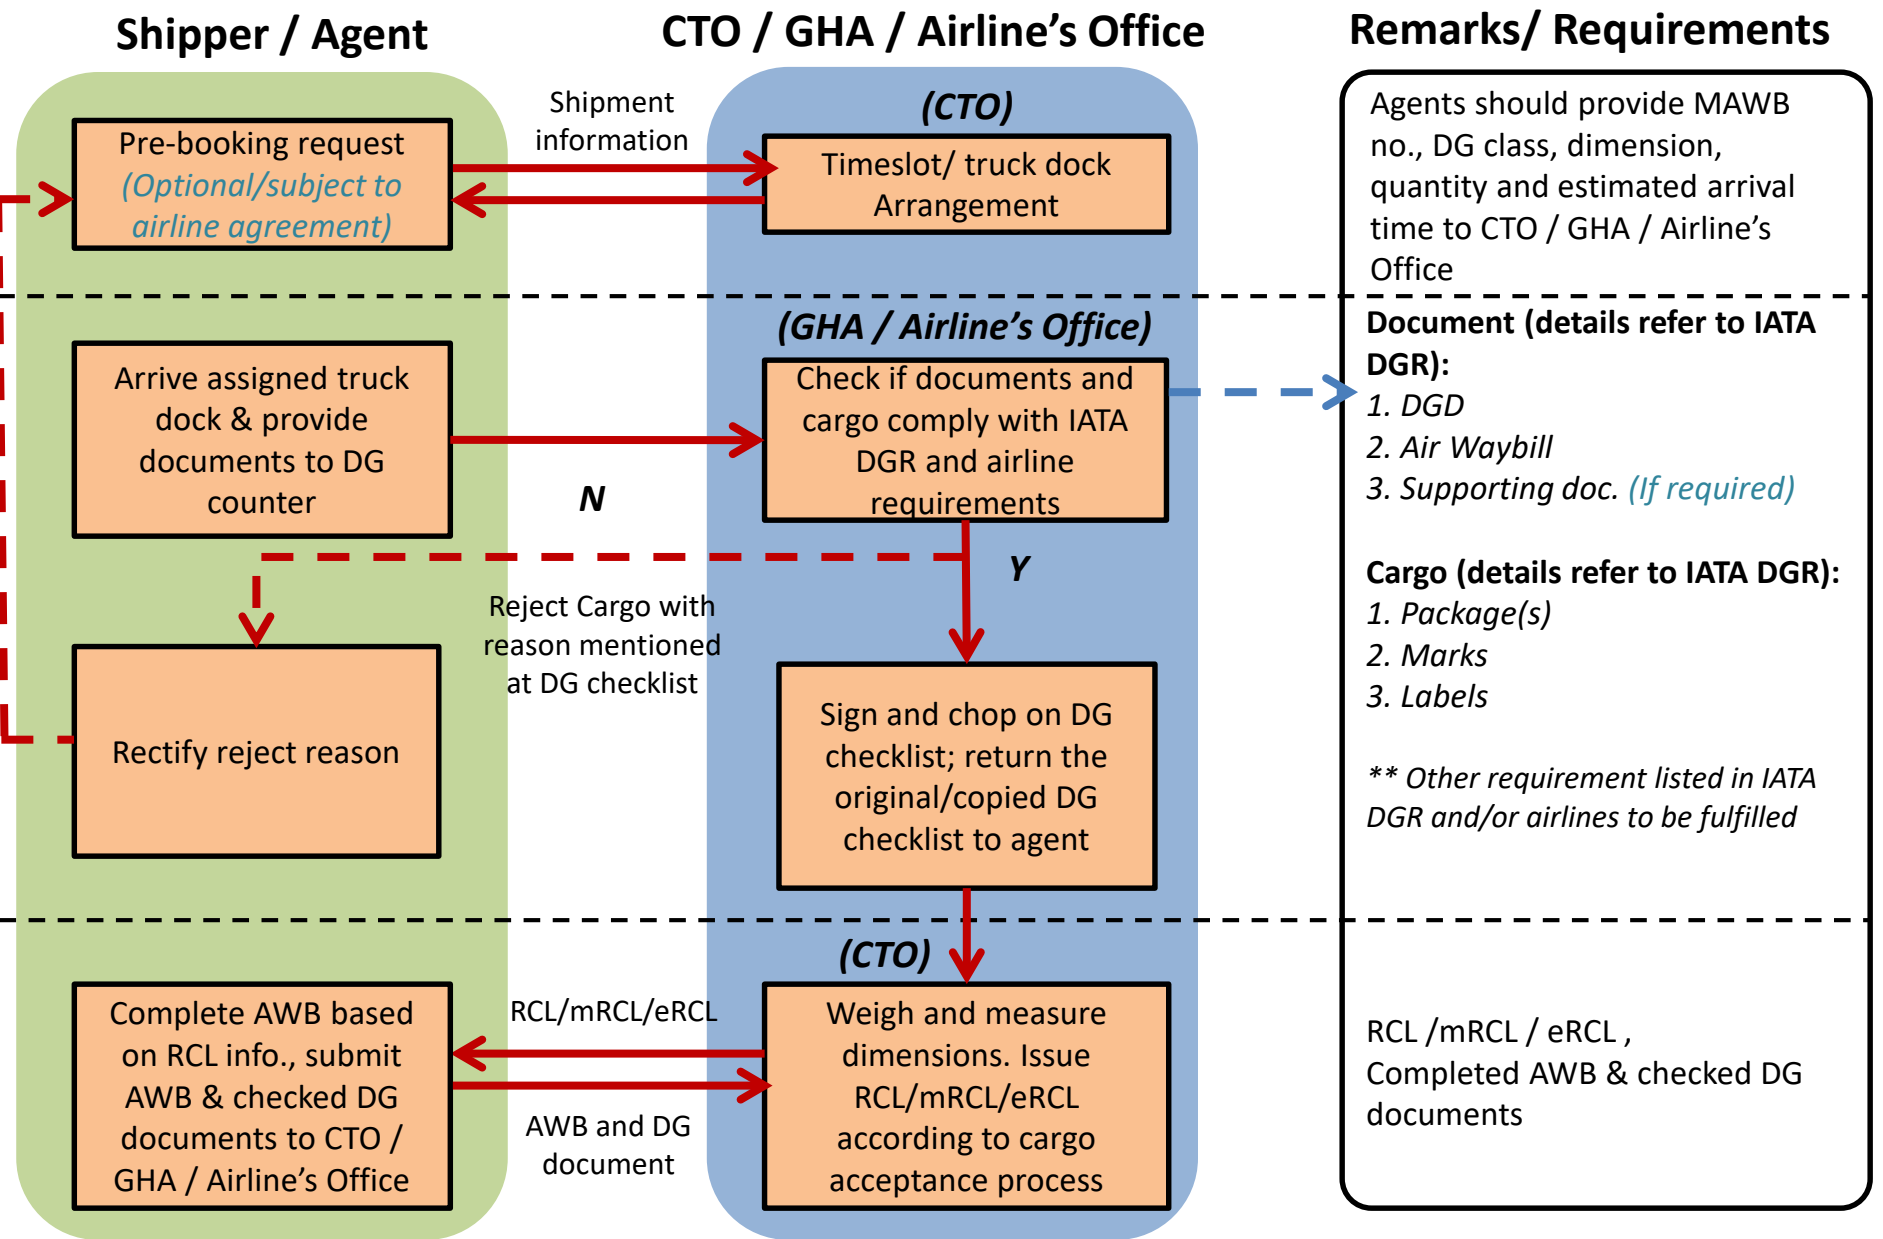 Shipper / Agent
CTO / GHA / Airline’s Office
Remarks/ Requirements
Pre-booking request
(Optional/subject to
airline agreement)
Shipment
information
(CTO)
Timeslot/ truck dock
Arrangement
Agents should provide MAWB
no., DG class, dimension,
quantity and estimated arrival
time to CTO / GHA / Airline’s
Office
Arrive assigned truck
dock & provide
documents to DG
counter
(GHA / Airline’s Office)
Check if documents and
cargo comply with IATA
DGR and airline
requirements
N
Y
Reject Cargo with
reason mentioned
at DG checklist
Rectify reject reason
Sign and chop on DG
checklist; return the
original/copied DG
checklist to agent
Document (details refer to IATA
DGR):
1. DGD
2. Air Waybill
3. Supporting doc. (If required)
Cargo (details refer to IATA DGR):
1. Package(s)
2. Marks
3. Labels
** Other requirement listed in IATA
DGR and/or airlines to be fulfilled
Complete AWB based
on RCL info., submit
AWB & checked DG
documents to CTO /
GHA / Airline’s Office
RCL/mRCL/eRCL
AWB and DG
document
(CTO)
Weigh and measure
dimensions. Issue
RCL/mRCL/eRCL
according to cargo
acceptance process
RCL /mRCL / eRCL ,
Completed AWB & checked DG
documents